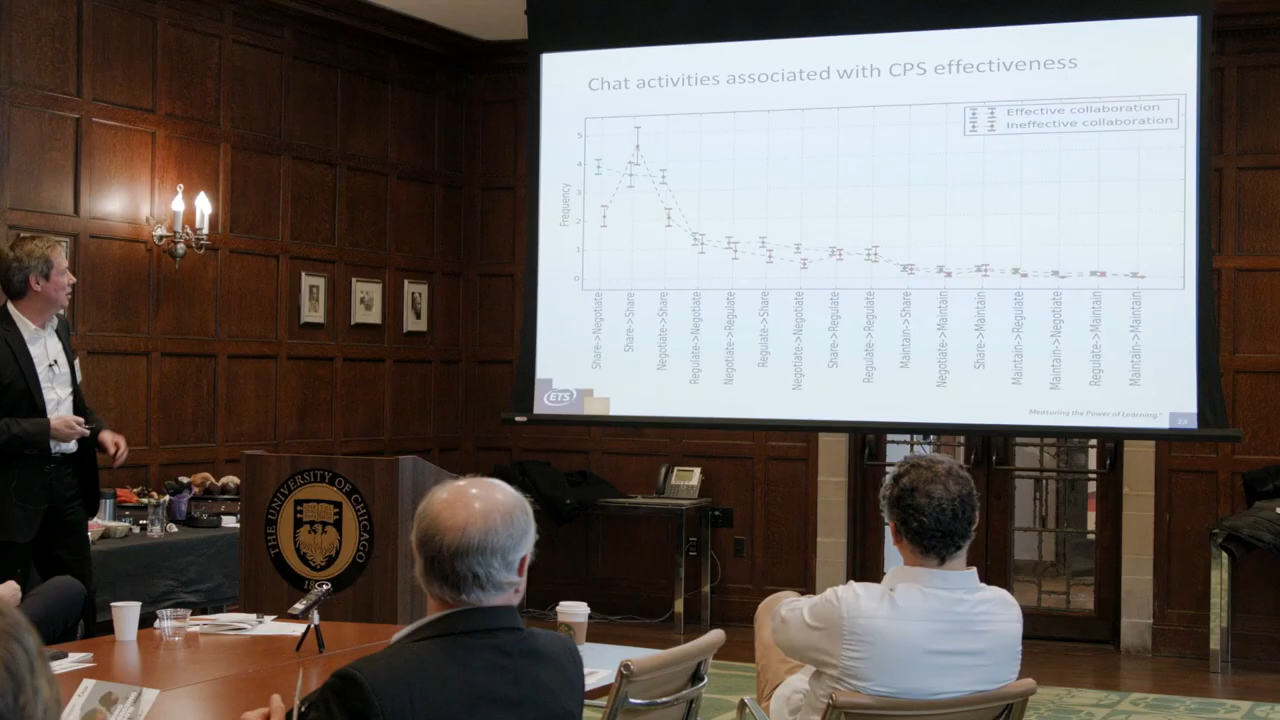 Chat activities associated with CPS effectiveness
Effective collaboration
Ineffective collaboration
Frequency
5
4
3
2
1
0
Share->Negotiate
Share->Share
Negotiate->Share
Regulate->Negotiate
Negotiate->Regulate
Regulate->Share
Negotiate->Negotiate
Share->Regulate
Regulate->Regulate
Maintain->Share
Negotiate->Maintain
Share->Maintain
Maintain->Regulate
Maintain->Negotiate
Regulate->Maintain
Maintain->Maintain
ETS
Measuring the Power of Learning.
THE UNIVERSITY OF CHICAGO